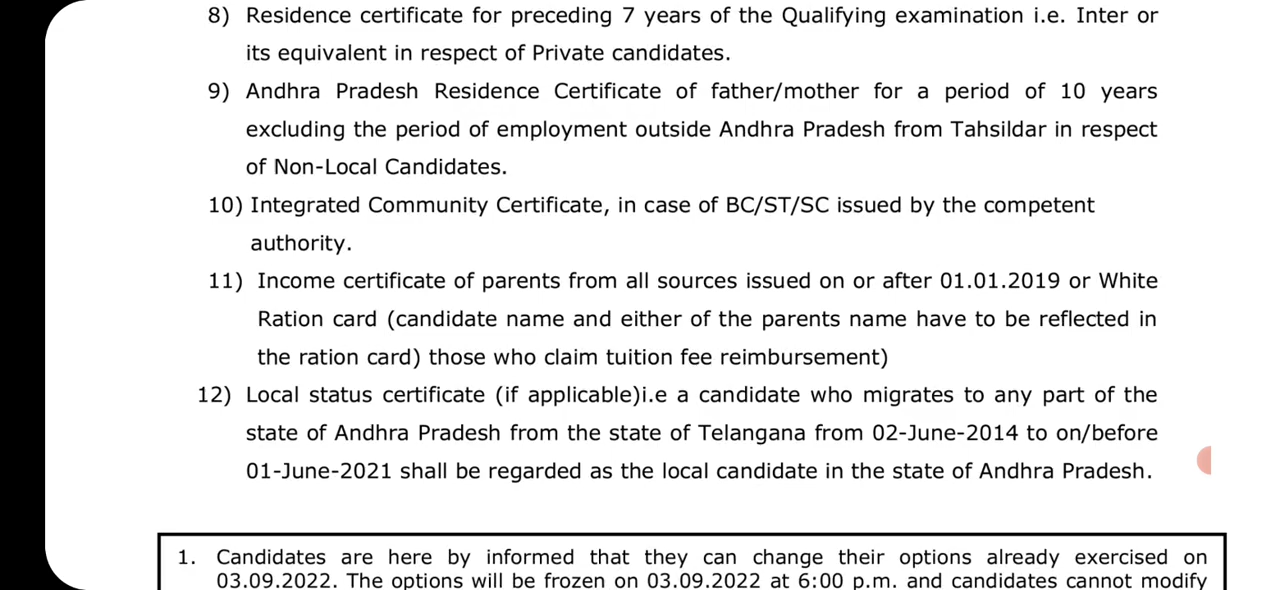 8) Residence certificate for preceding 7 years of the Qualifying examination i.e. Inter or
its equivalent in respect of Private candidates.
9) Andhra Pradesh Residence Certificate of father/mother for a period of 10 years
excluding the period of employment outside Andhra Pradesh from Tahsildar in respect
of Non-Local Candidates.
10) Integrated Community Certificate, in case of BC/ST/SC issued by the competent
authority.
11) Income certificate of parents from all sources issued on or after 01.01.2019 or White
Ration card (candidate name and either of the parents name have to be reflected in
the ration card) those who claim tuition fee reimbursement)
12) Local status certificate (if applicable)i.e a candidate who migrates to any part of the
state of Andhra Pradesh from the state of Telangana from 02-June-2014 to on/before
01-June-2021 shall be regarded as the local candidate in the state of Andhra Pradesh.
1. Candidates are here by informed that they can change their options already exercised on
03.09.2022. The options will be frozen on 03.09.2022 at 6:00 p.m. and candidates cannot modify